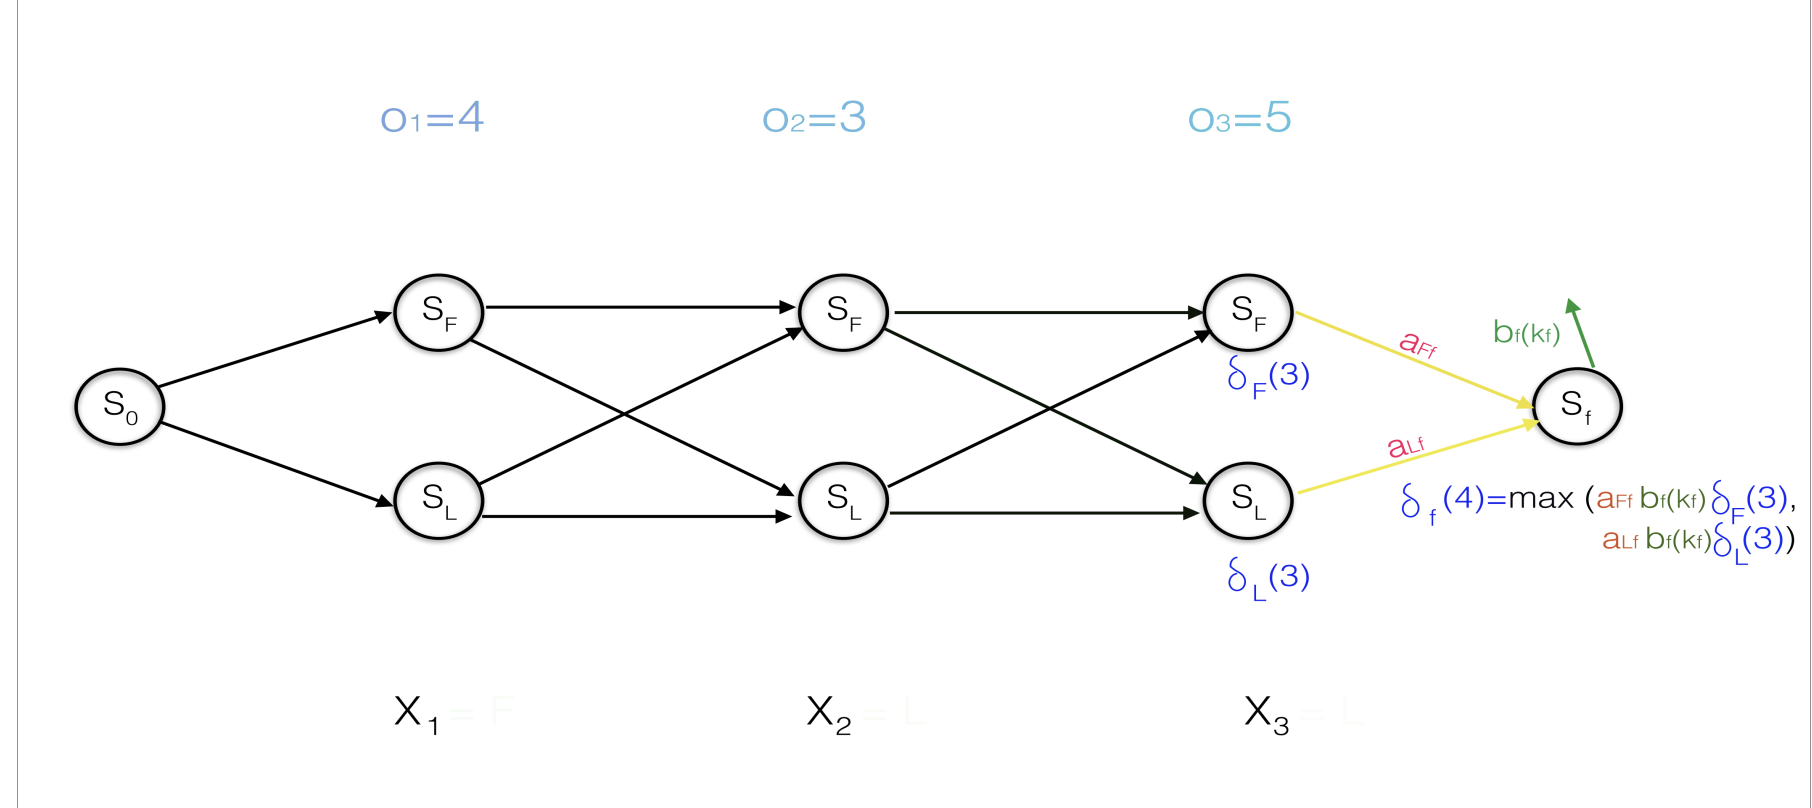 o1=4 o2=3 o3=5
SF SF SF
aFf
bf(kf)
δF(3)
S0 Sf
aLf
SL SL SL
δf(4)=max (aFf bf(kf)δF(3),
aLf bf(kf)δL(3))
δL(3)
X1 = F X2 = L X3 = L